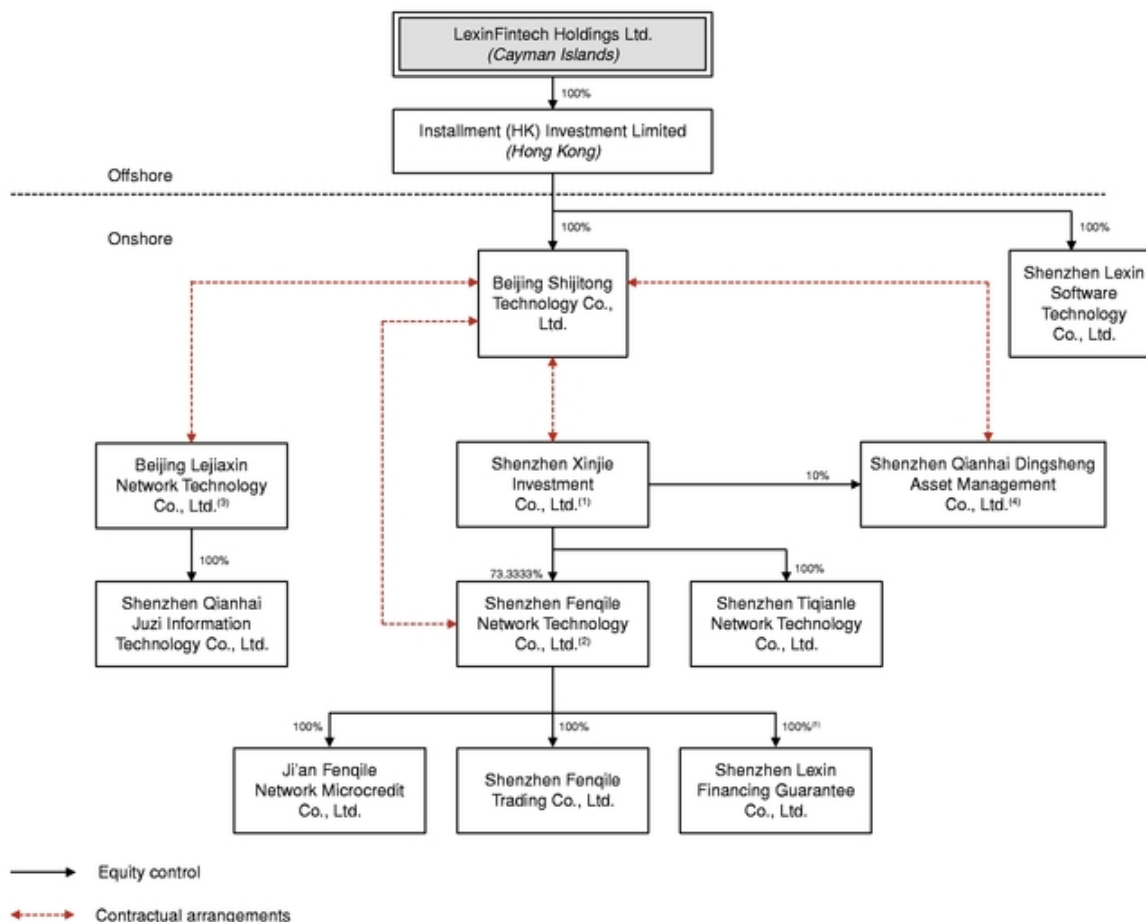 LexinFintech Holdings Ltd.
(Cayman Islands)
100%
Installment (HK) Investment Limited
(Hong Kong)
Offshore
Onshore
100%
100%
Beijing Shijitong
Technology Co.,
Ltd.
Shenzhen Lexin
Software
Technology
Co., Ltd.
Beijing Lejiaxin
Network Technology
Co., Ltd.(3)
Shenzhen Xinjie
Investment
Co., Ltd.(1)
10%
Shenzhen Qianhai Dingsheng
Asset Management
Co., Ltd.(4)
100%
73.3333%
100%
Shenzhen Qianhai
Juzi Information
Technology Co., Ltd.
Shenzhen Fenqile
Network Technology
Co., Ltd.(2)
Shenzhen Tiqianle
Network Technology
Co., Ltd.
100%
100%
100%
Ji'an Fenqile
Network Microcredit
Co., Ltd.
Shenzhen Fenqile
Trading Co., Ltd.
Shenzhen Lexin
Financing Guarantee
Co., Ltd.
Equity control
Contractual arrangements